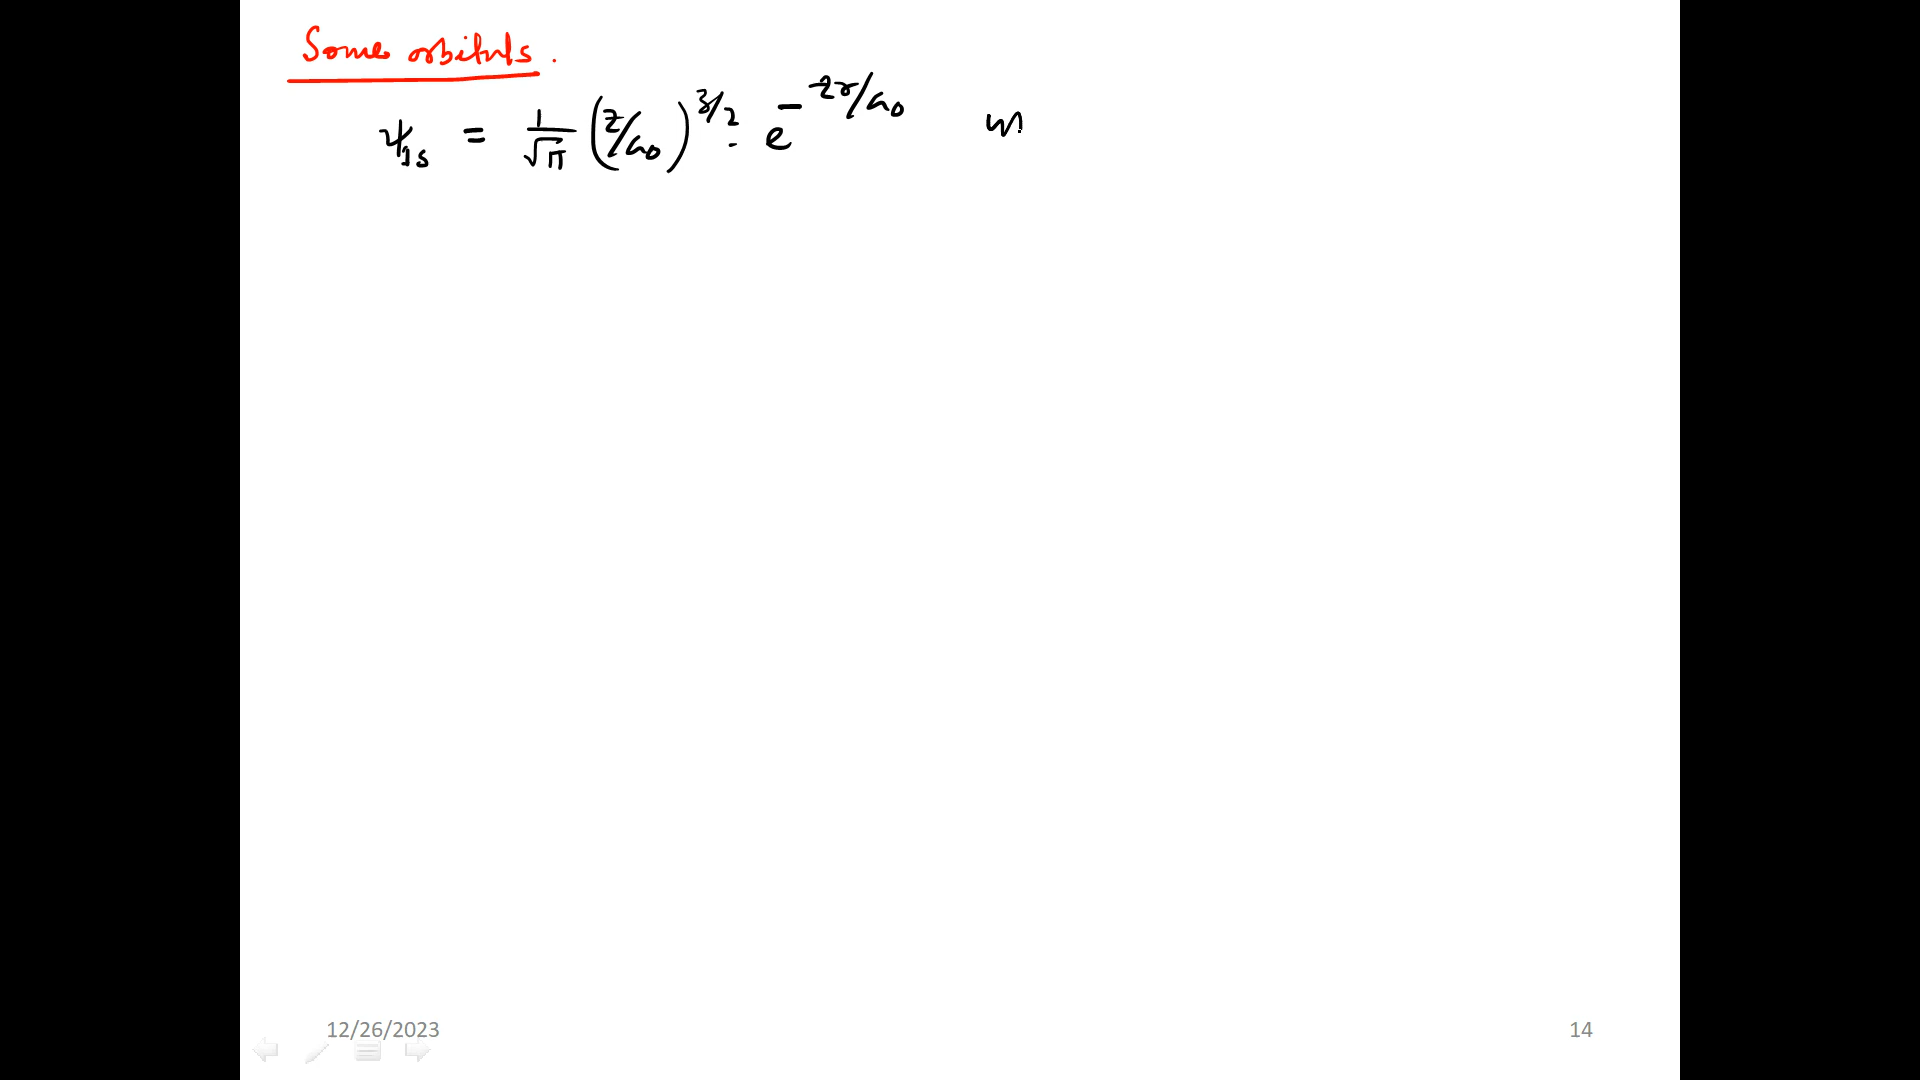 Some orbitals.
ψ1s = 1/√π (Z/a0)^3/2 . e^-Zr/a0
12/26/2023
14